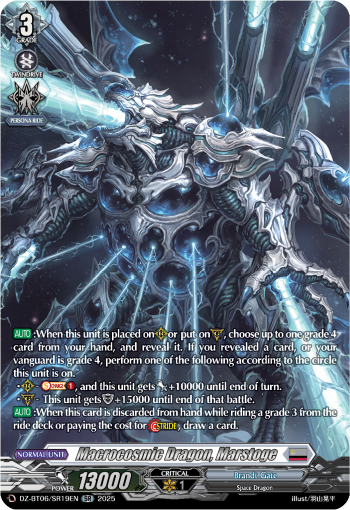 3
GRADE
TWINDRIVE
PERSONA RIDE
AUTO :When this unit is placed on R or put on G, choose up to one grade 4
card from your hand, and reveal it. If you revealed a card, or your
vanguard is grade 4, perform one of the following according to the circle
this unit is on.
· R - CHARGE 1, and this unit gets +10000 until end of turn.
· G - This unit gets +15000 until end of that battle.
AUTO :When this card is discarded from hand while riding a grade 3 from the
ride deck or paying the cost for STRIDE, draw a card.
NORMAL UNIT
Macrocosmic Dragon, Marstoge
POWER
13000
CRITICAL
1
Brandt Gate
Space Dragon
DZ-BT06/SR19EN SR 2025
illust/羽山晃平